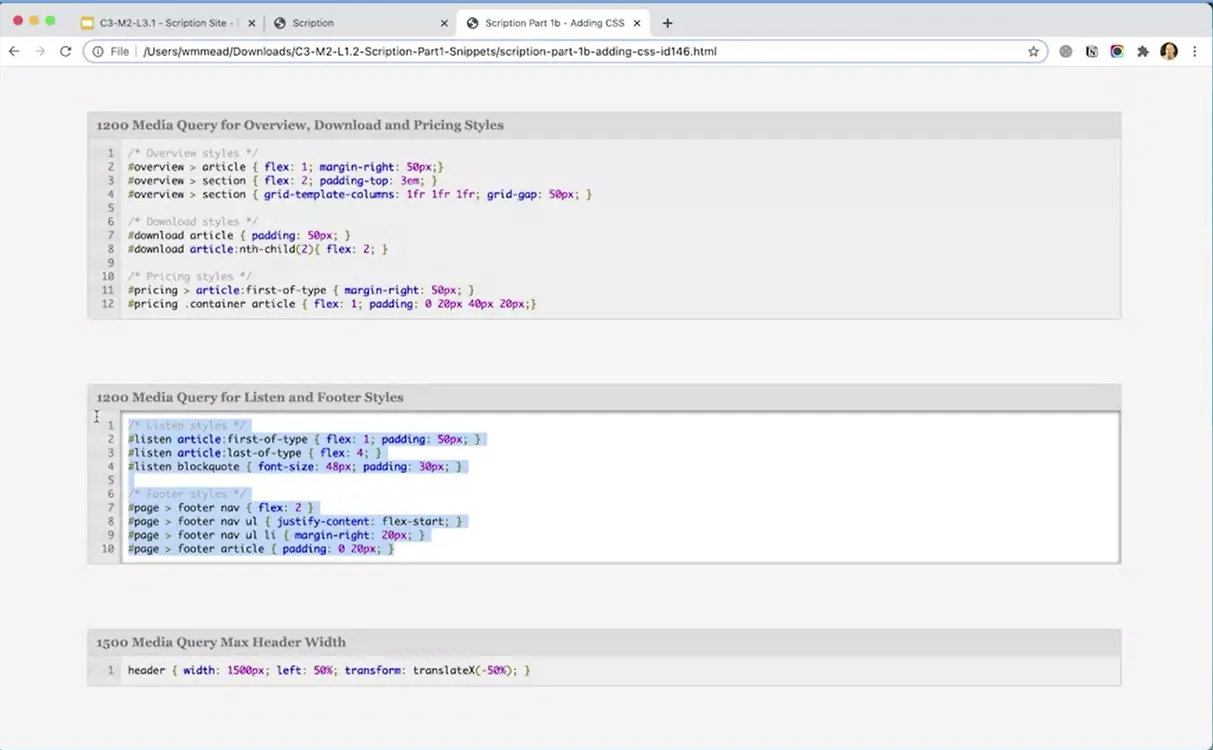 C3-M2-L3.1 - Scription Site -
Scription
Scription Part 1b - Adding CSS
File
/Users/wmmead/Downloads/C3-M2-L1.2-Scription-Part1-Snippets/scription-part-1b-adding-css-id146.html
1200 Media Query for Overview, Download and Pricing Styles
1 /* Overview styles */
2 #overview > article { flex: 1; margin-right: 50px;}
3 #overview > section { flex: 2; padding-top: 3em; }
4 #overview > section { grid-template-columns: 1fr 1fr 1fr; grid-gap: 50px; }
5
6 /* Download styles */
7 #download article { padding: 50px; }
8 #download article:nth-child(2){ flex: 2; }
9
10 /* Pricing styles */
11 #pricing > article:first-of-type { margin-right: 50px; }
12 #pricing .container article { flex: 1; padding: 0 20px 40px 20px;}
1200 Media Query for Listen and Footer Styles
1 /* Listen styles */
2 #listen article:first-of-type { flex: 1; padding: 50px; }
3 #listen article:last-of-type { flex: 4; }
4 #listen blockquote { font-size: 48px; padding: 30px; }
5
6 /* Footer styles */
7 #page > footer nav { flex: 2 }
8 #page > footer nav ul { justify-content: flex-start; }
9 #page > footer nav ul li { margin-right: 20px; }
10 #page > footer article { padding: 0 20px; }
1500 Media Query Max Header Width
1 header { width: 1500px; left: 50%; transform: translateX(-50%); }